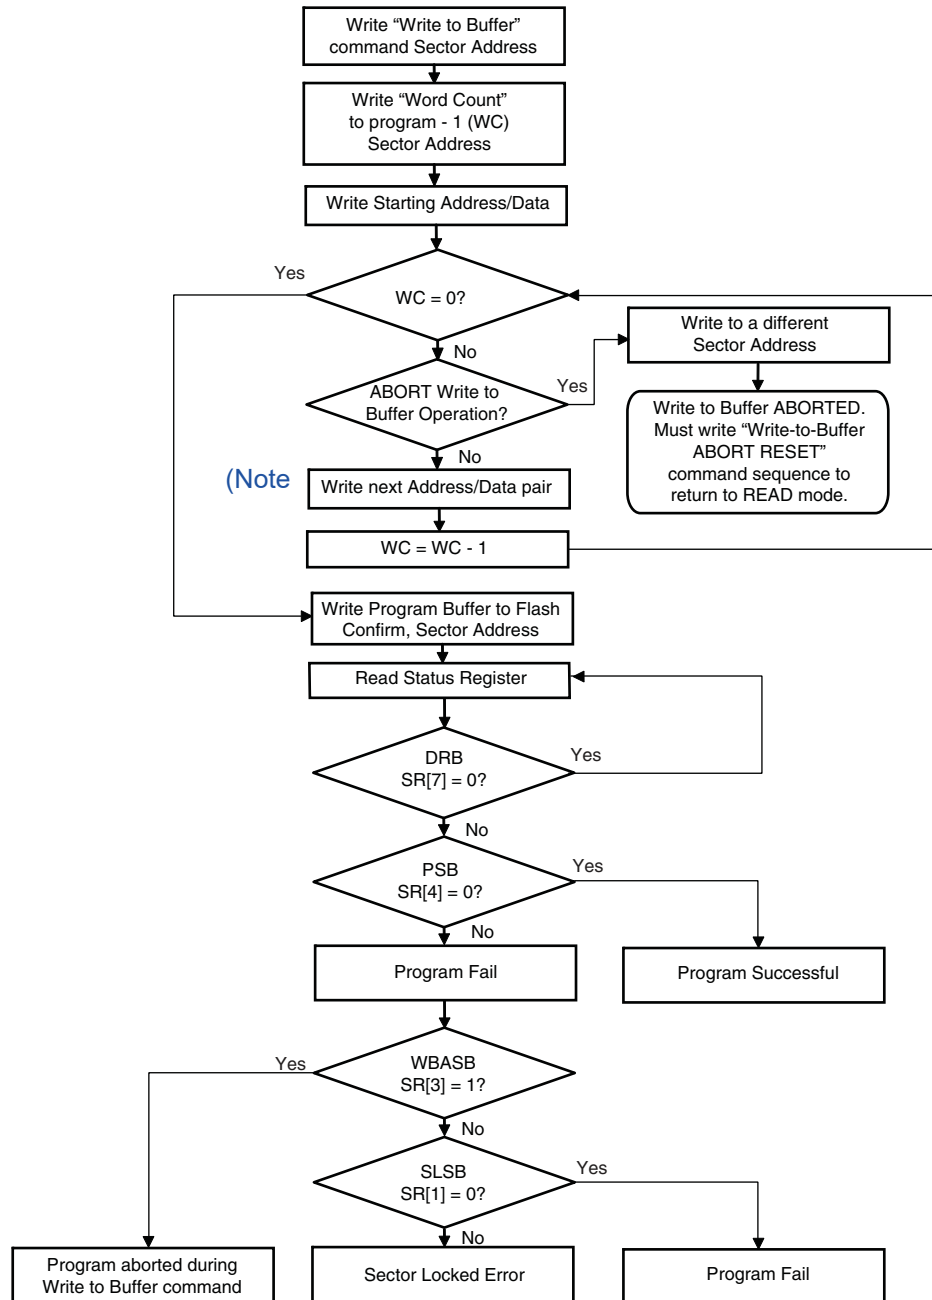 Write “Write to Buffer”
command Sector Address
Write “Word Count”
to program - 1 (WC)
Sector Address
Write Starting Address/Data
Yes
WC = 0?
No
Write to a different
Sector Address
ABORT Write to
Buffer Operation?
Yes
Write to Buffer ABORTED.
Must write “Write-to-Buffer
ABORT RESET”
command sequence to
return to READ mode.
No
(Note
Write next Address/Data pair
WC = WC - 1
Write Program Buffer to Flash
Confirm, Sector Address
Read Status Register
DRB
SR[7] = 0?
Yes
No
PSB
SR[4] = 0?
Yes
No
Program Fail
Program Successful
Yes
WBASB
SR[3] = 1?
No
SLSB
SR[1] = 0?
Yes
No
Program aborted during
Write to Buffer command
Sector Locked Error
Program Fail